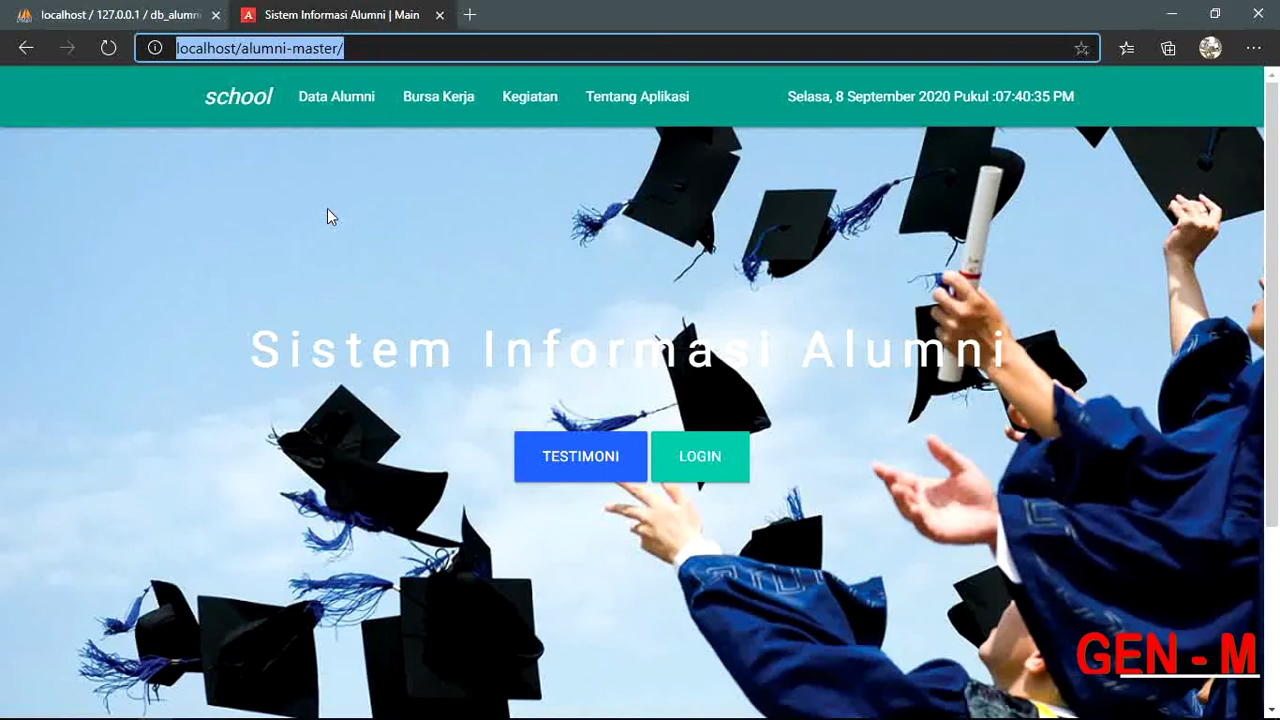 localhost / 127.0.0.1 / db_alumni
Sistem Informasi Alumni | Main
localhost/alumni-master/
school
Data Alumni
Bursa Kerja
Kegiatan
Tentang Aplikasi
Selasa, 8 September 2020 Pukul :07:40:35 PM
Sistem Informasi Alumni
TESTIMONI
LOGIN
GEN - M